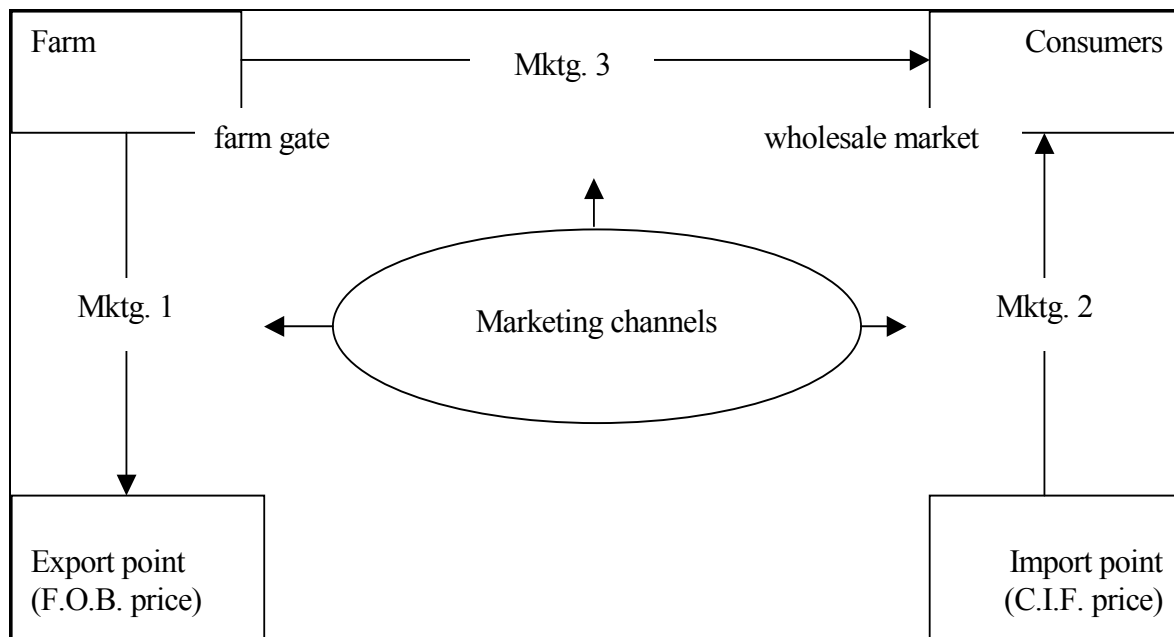 Farm
Consumers
Mktg. 3
farm gate
wholesale market
Mktg. 1
Marketing channels
Mktg. 2
Export point
(F.O.B. price)
Import point
(C.I.F. price)